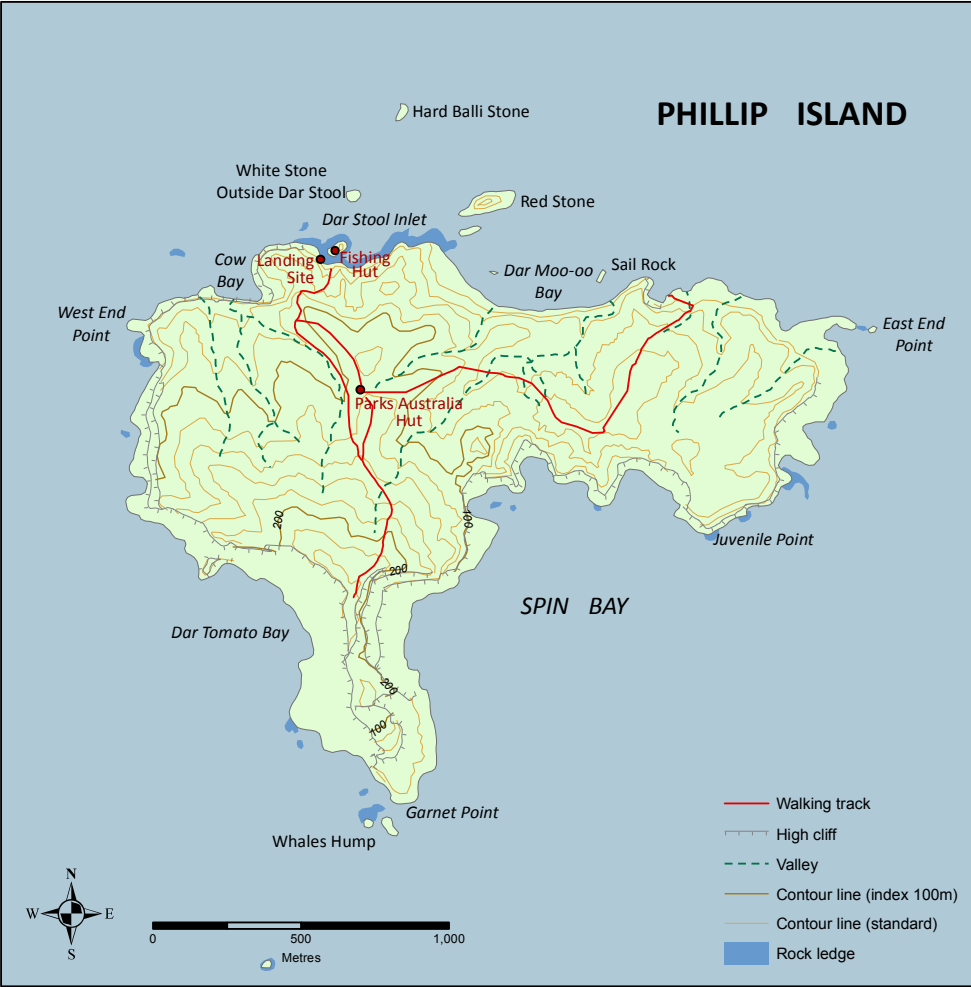 PHILLIP ISLAND
Hard Balli Stone
White Stone
Outside Dar Stool
Red Stone
Dar Stool Inlet
Landing
Site
Fishing
Hut
Cow
Bay
Dar Moo-oo
Bay
Sail Rock
West End
Point
East End
Point
Parks Australia
Hut
200
100
Juvenile Point
200
SPIN BAY
Dar Tomato Bay
200
100
Garnet Point
Whales Hump
Walking track
High cliff
Valley
Contour line (index 100m)
Contour line (standard)
Rock ledge
N
W
E
S
0
500
1,000
Metres